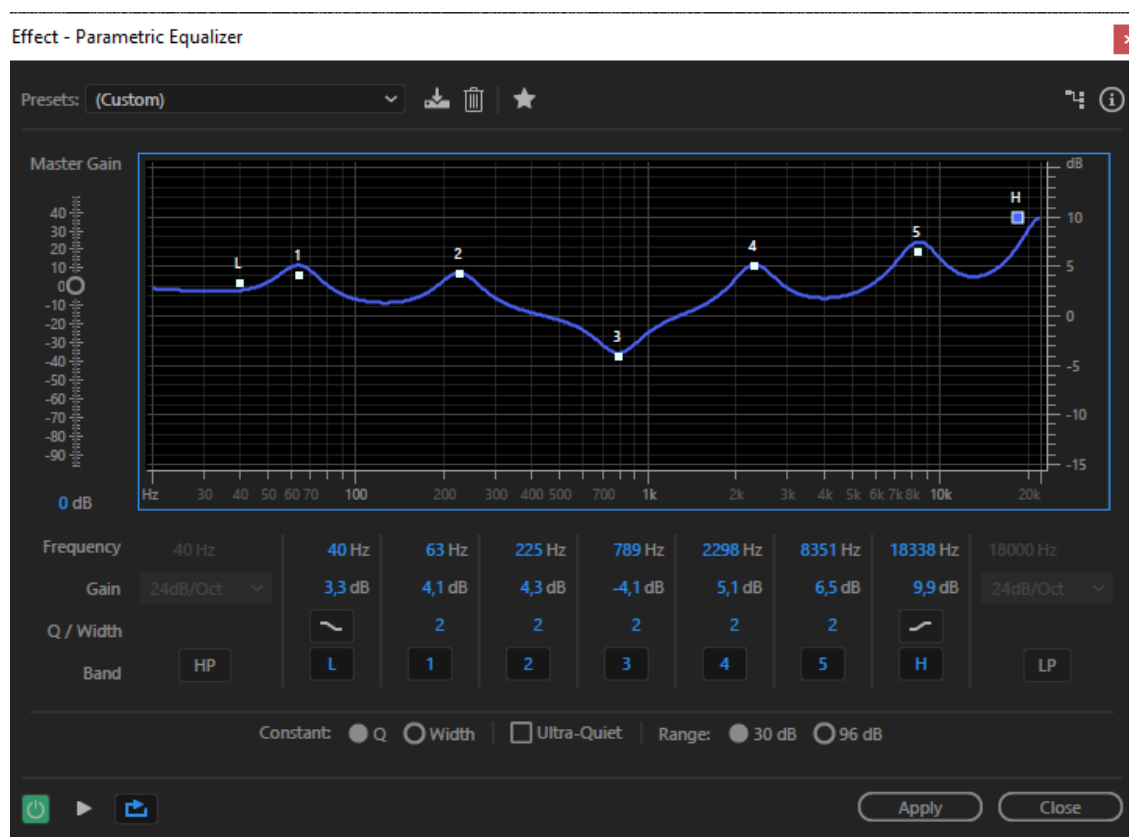 Effect - Parametric Equalizer
Presets: (Custom)
Master Gain
40
30
20
10
0
-10
-20
-30
-40
-50
-60
-70
-80
-90
0 dB
L 1 2 3 4 5 H
dB
10
5
0
-5
-10
-15
Hz 30 40 50 60 70 100 200 300 400 500 700 1k 2k 3k 4k 5k 6k 7k 8k 10k 20k
Frequency 40 Hz 40 Hz 63 Hz 225 Hz 789 Hz 2298 Hz 8351 Hz 18338 Hz 18000 Hz
Gain 24dB/Oct 3,3 dB 4,1 dB 4,3 dB -4,1 dB 5,1 dB 6,5 dB 9,9 dB 24dB/Oct
Q / Width 2 2 2 2 2
Band HP L 1 2 3 4 5 H LP
Constant: Q Width Ultra-Quiet Range: 30 dB 96 dB
Apply Close